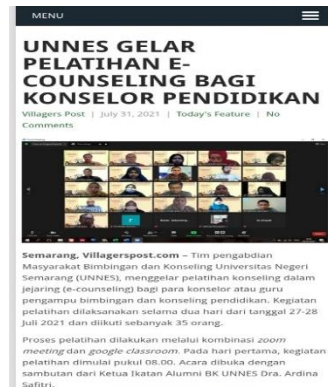 MENU
UNNES GELAR
PELATIHAN E-
COUNSELING BAGI
KONSELOR PENDIDIKAN
Villagers Post | July 31, 2021 | Today's Feature | No
Comments
Semarang, Villagerspost.com – Tim pengabdian
Masyarakat Bimbingan dan Konseling Universitas Negeri
Semarang (UNNES), menggelar pelatihan konseling dalam
jejaring (e-counseling) bagi para konselor atau guru
pengampu bimbingan dan konseling pendidikan. Kegiatan
pelatihan dilaksanakan selama dua hari dari tanggal 27-28
Juli 2021 dan diikuti sebanyak 35 orang.
Proses pelatihan dilakukan melalui kombinasi zoom
meeting dan google classroom. Pada hari pertama, kegiatan
pelatihan dimulai pukul 08.00. Acara dibuka dengan
sambutan dari Ketua Ikatan Alumni BK UNNES Dra. Ardina
Safitri.